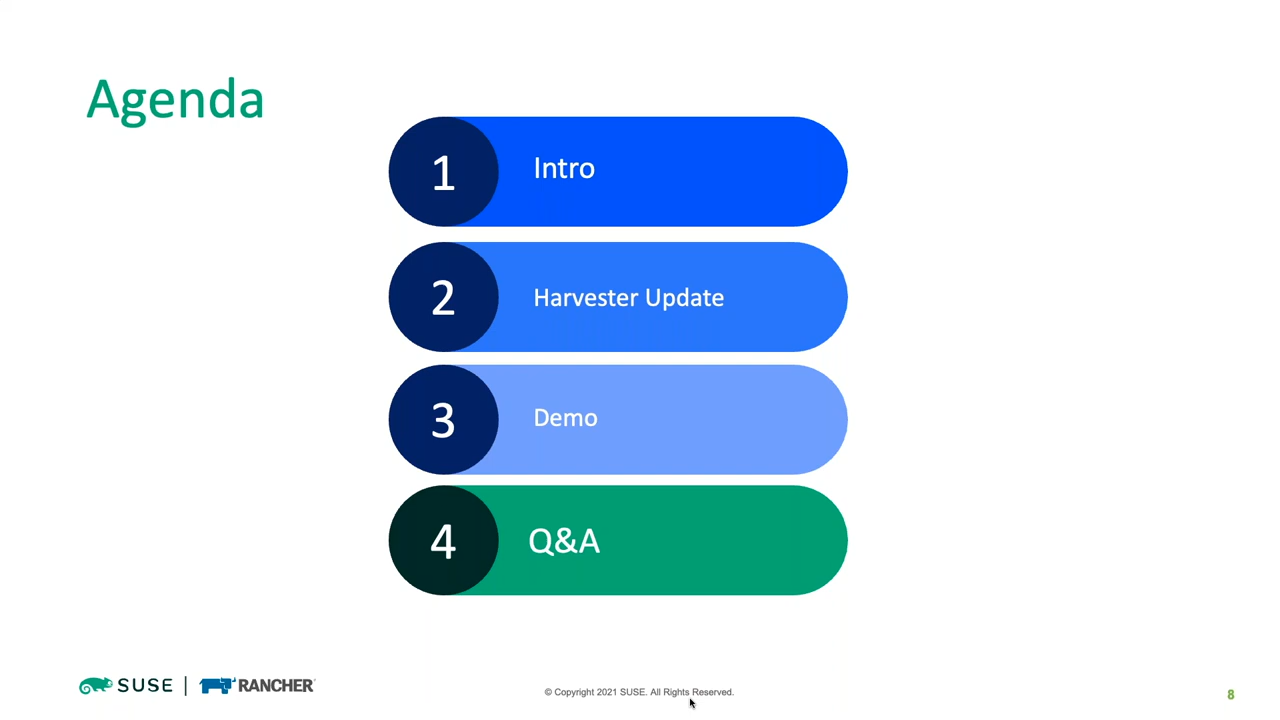 Agenda
1
Intro
2
Harvester Update
3
Demo
4
Q&A
SUSE | RANCHER
© Copyright 2021 SUSE. All Rights Reserved.
8